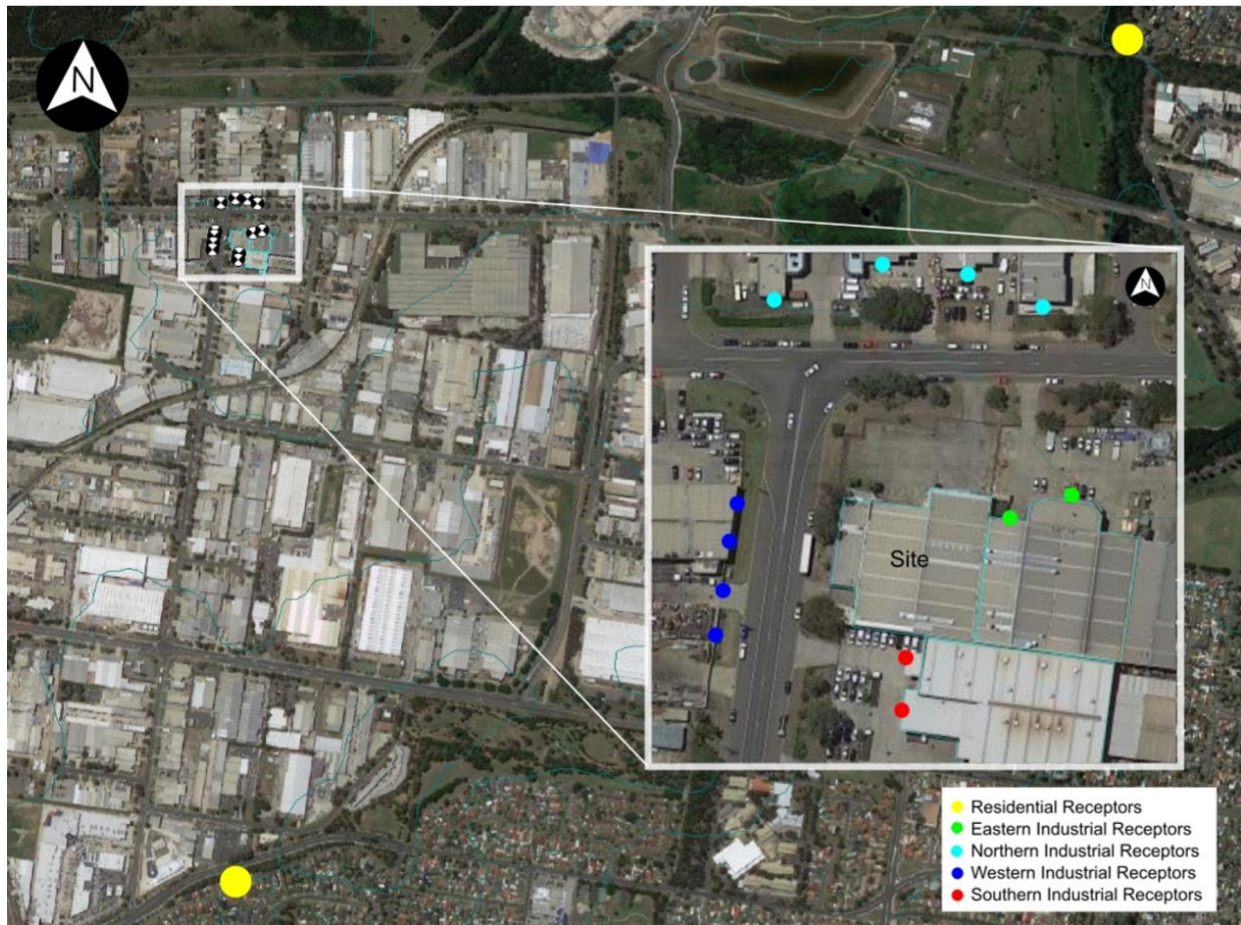 N
N
Site
Residential Receptors
Eastern Industrial Receptors
Northern Industrial Receptors
Western Industrial Receptors
Southern Industrial Receptors